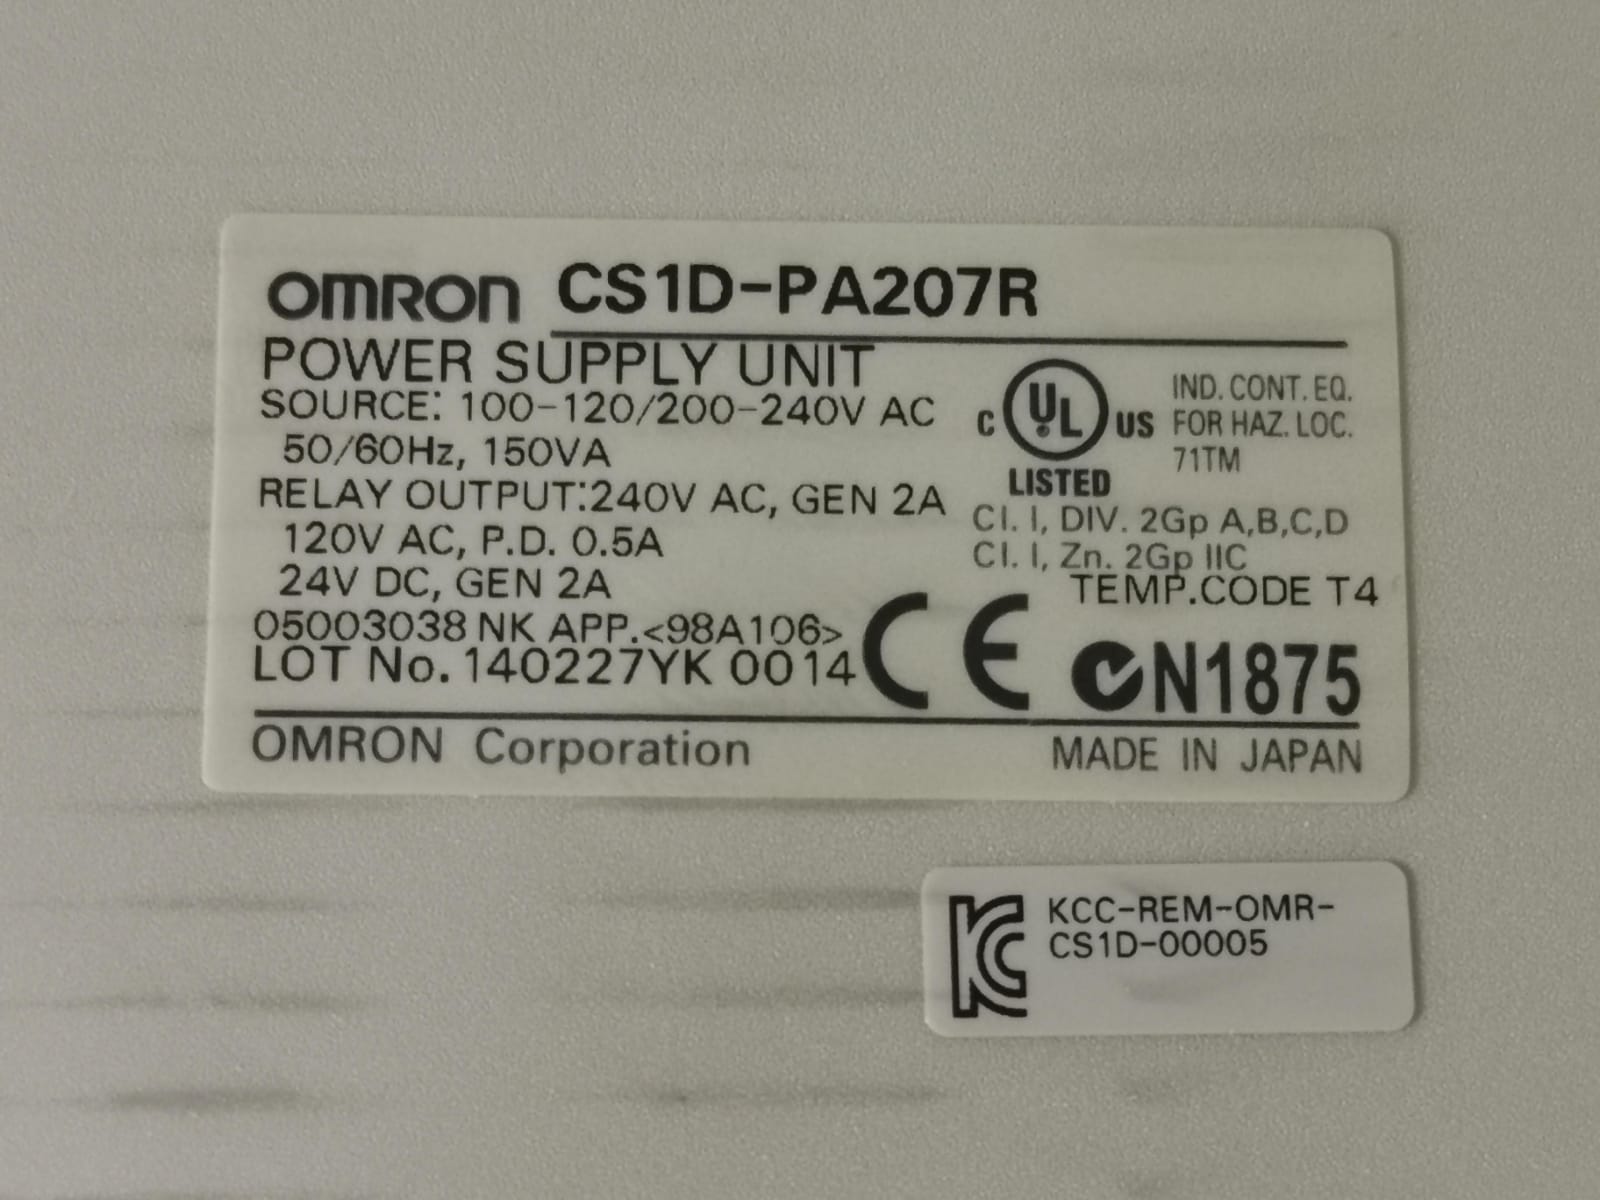 OMRON CS1D-PA207R
POWER SUPPLY UNIT
SOURCE: 100-120/200-240V AC
50/60Hz, 150VA
RELAY OUTPUT:240V AC, GEN 2A
120V AC, P.D. 0.5A
24V DC, GEN 2A
05003038 NK APP.<98A106>
LOT No. 140227YK 0014
C UL US
LISTED
IND. CONT. EQ.
FOR HAZ. LOC.
71TM
Cl. I, DIV. 2Gp A,B,C,D
Cl. I, Zn. 2Gp IIC
TEMP.CODE T4
CE N1875
OMRON Corporation
MADE IN JAPAN
KC
KCC-REM-OMR-
CS1D-00005